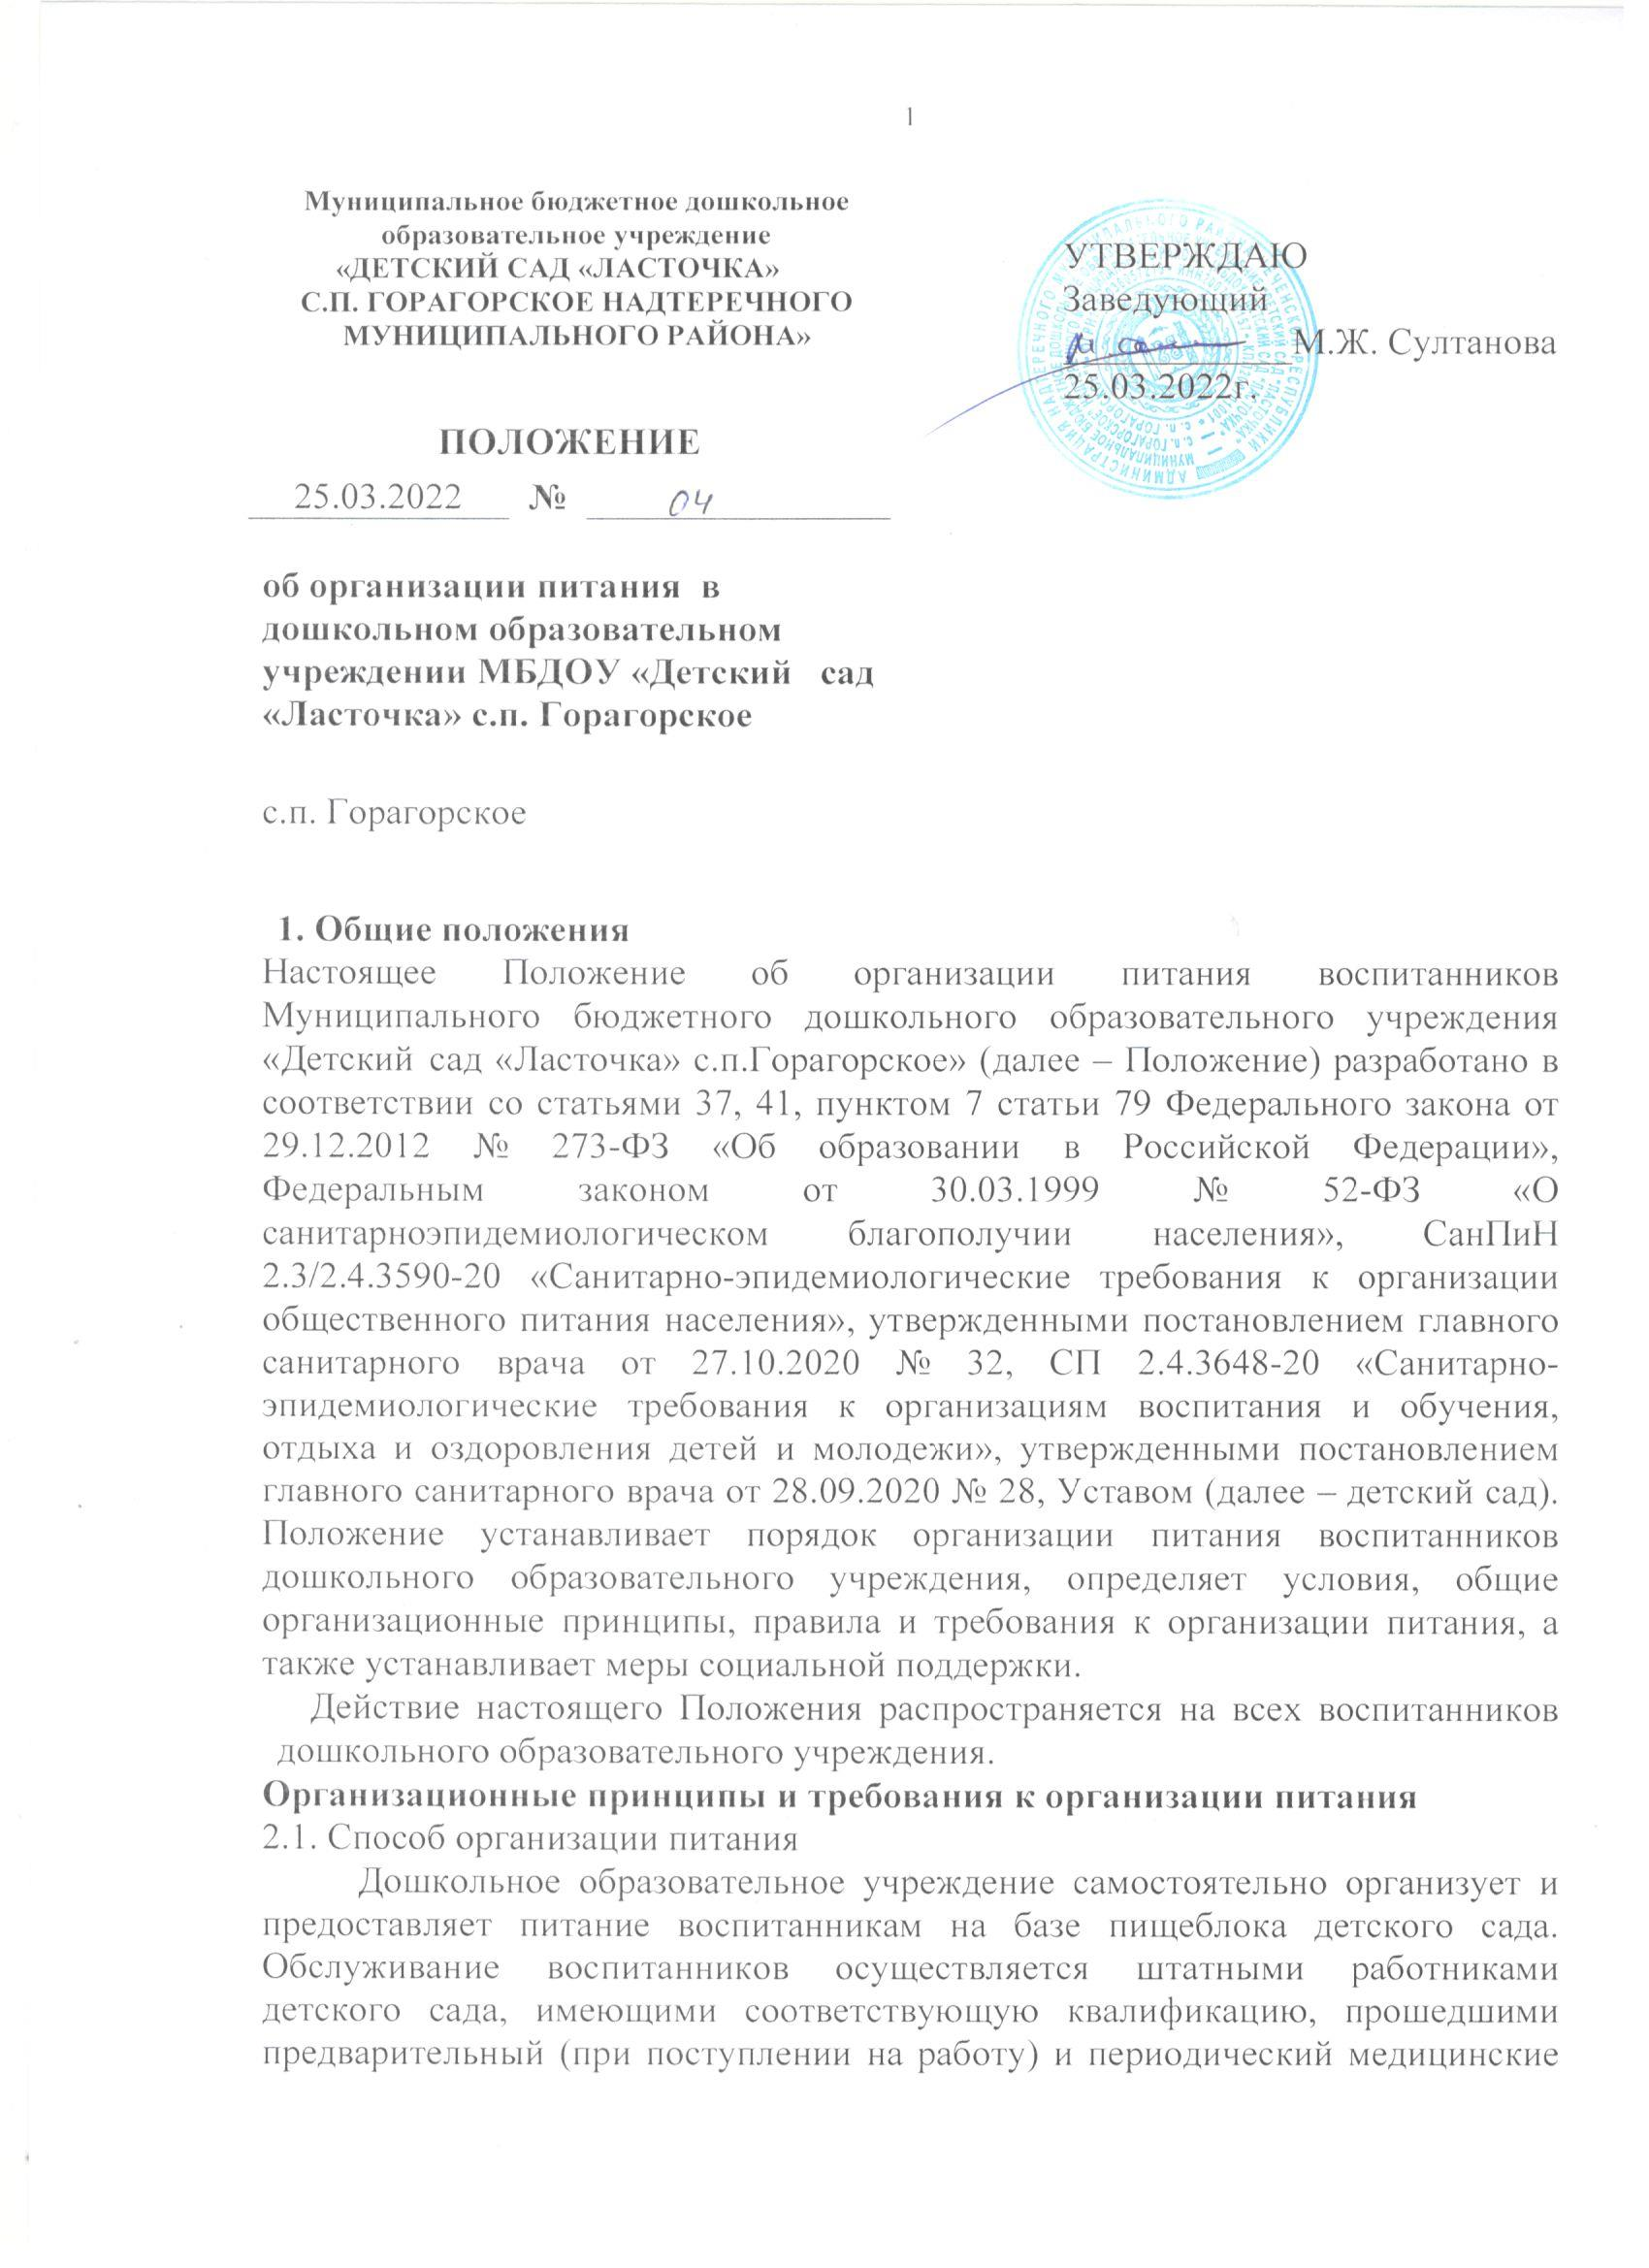 1
Муниципальное бюджетное дошкольное
образовательное учреждение
«ДЕТСКИЙ САД «ЛАСТОЧКА»
С.П. ГОРАГОРСКОЕ НАДТЕРЕЧНОГО
МУНИЦИПАЛЬНОГО РАЙОНА»
УТВЕРЖДАЮ
Заведующий
М.Ж. Султанова
25.03.2022г.
ПОЛОЖЕНИЕ
25.03.2022 № 04
об организации питания в
дошкольном образовательном
учреждении МБДОУ «Детский сад
«Ласточка» с.п. Горагорское
с.п. Горагорское
1. Общие положения
Настоящее Положение об организации питания воспитанников
Муниципального бюджетного дошкольного образовательного учреждения
«Детский сад «Ласточка» с.п.Горагорское» (далее – Положение) разработано в
соответствии со статьями 37, 41, пунктом 7 статьи 79 Федерального закона от
29.12.2012 № 273-ФЗ «Об образовании в Российской Федерации»,
Федеральным законом от 30.03.1999 № 52-ФЗ «О
санитарноэпидемиологическом благополучии населения», СанПиН
2.3/2.4.3590-20 «Санитарно-эпидемиологические требования к организации
общественного питания населения», утвержденными постановлением главного
санитарного врача от 27.10.2020 № 32, СП 2.4.3648-20 «Санитарно-
эпидемиологические требования к организациям воспитания и обучения,
отдыха и оздоровления детей и молодежи», утвержденными постановлением
главного санитарного врача от 28.09.2020 № 28, Уставом (далее – детский сад).
Положение устанавливает порядок организации питания воспитанников
дошкольного образовательного учреждения, определяет условия, общие
организационные принципы, правила и требования к организации питания, а
также устанавливает меры социальной поддержки.
Действие настоящего Положения распространяется на всех воспитанников
дошкольного образовательного учреждения.
Организационные принципы и требования к организации питания
2.1. Способ организации питания
Дошкольное образовательное учреждение самостоятельно организует и
предоставляет питание воспитанникам на базе пищеблока детского сада.
Обслуживание воспитанников осуществляется штатными работниками
детского сада, имеющими соответствующую квалификацию, прошедшими
предварительный (при поступлении на работу) и периодический медицинские